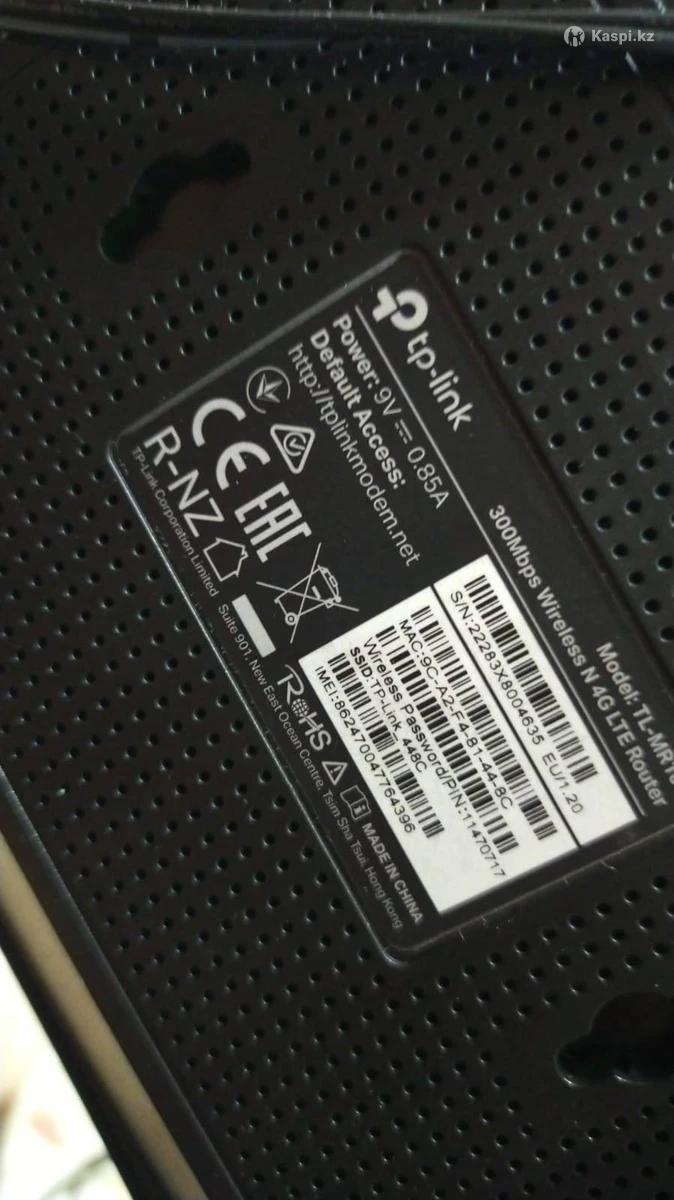 Kaspi.kz
tp-link
Power: 9V ⎓ 0.85A
Default Access:
http://tplinkmodem.net
300Mbps Wireless N 4G LTE Router
Model:
S/N:22283X8004635 EU/1.20
MAC:9C-A2-F4-81-44-8C
Wireless Password/PIN:11470717
SSID:TP-Link_448C
IMEI:862470047764396
CE EAC
R-NZ
RoHS
MADE IN CHINA
TP-Link Corporation Limited Suite 901, New East Ocean Centre, Tsim Sha Tsui, Hong Kong